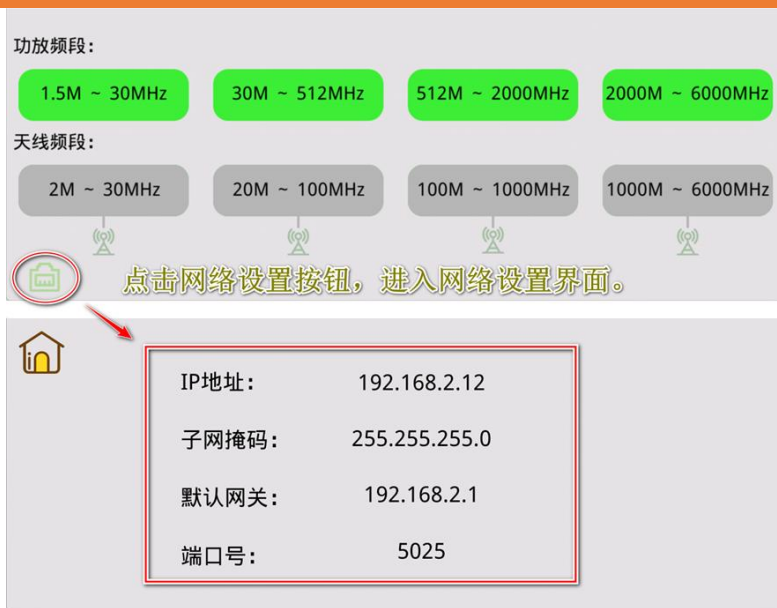 功放频段：
1.5M ~ 30MHz 30M ~ 512MHz 512M ~ 2000MHz 2000M ~ 6000MHz
天线频段：
2M ~ 30MHz 20M ~ 100MHz 100M ~ 1000MHz 1000M ~ 6000MHz
点击网络设置按钮，进入网络设置界面。
in
IP地址： 192.168.2.12
子网掩码： 255.255.255.0
默认网关： 192.168.2.1
端口号： 5025